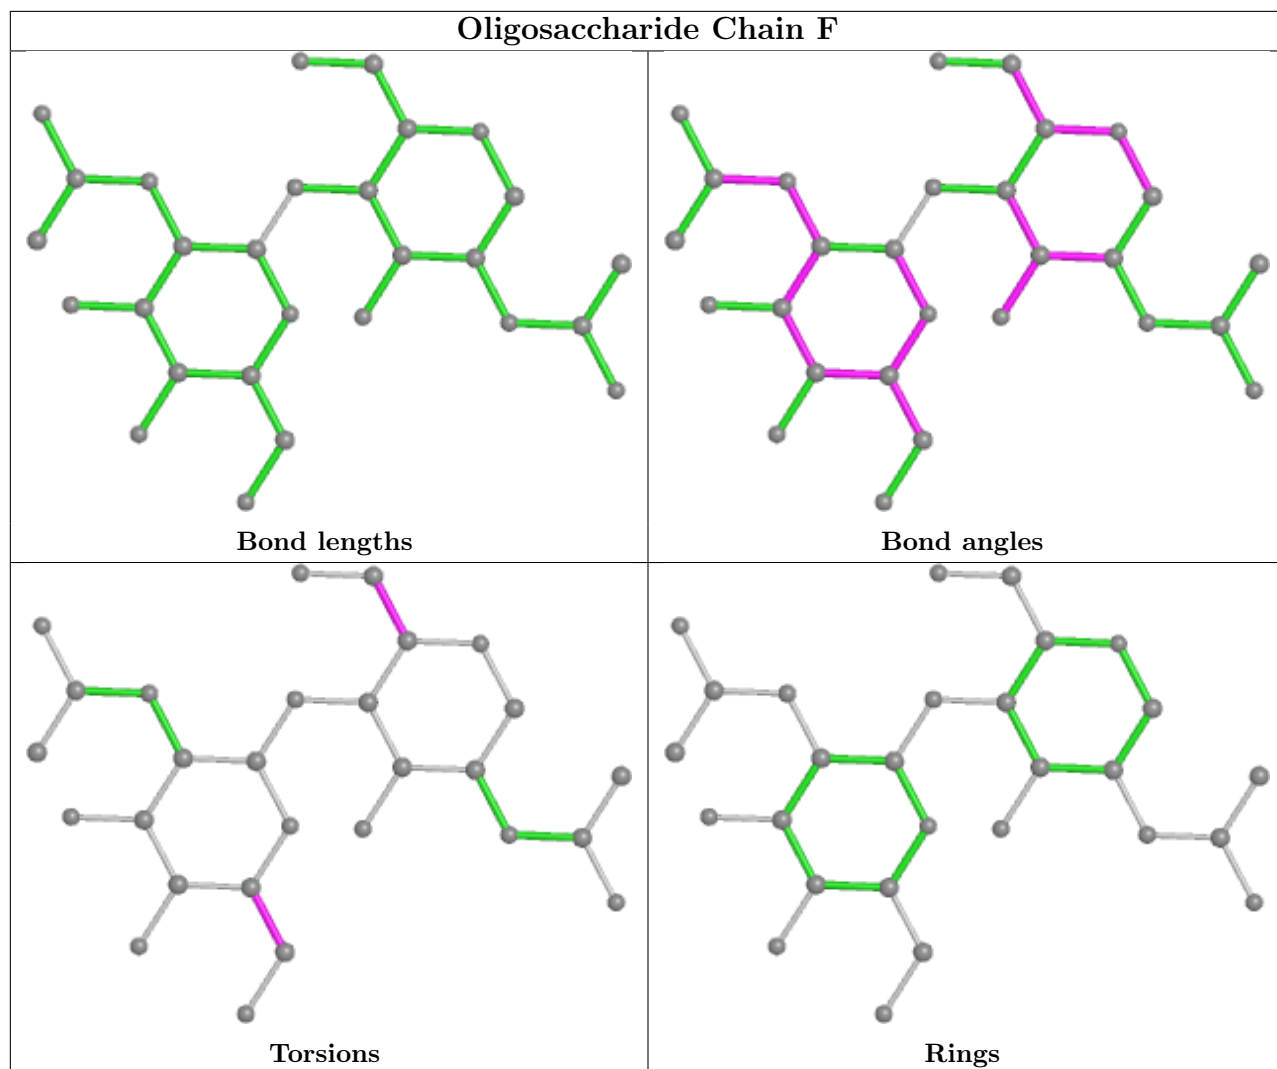 Oligosaccharide Chain F
Bond lengths
Bond angles
Torsions
Rings